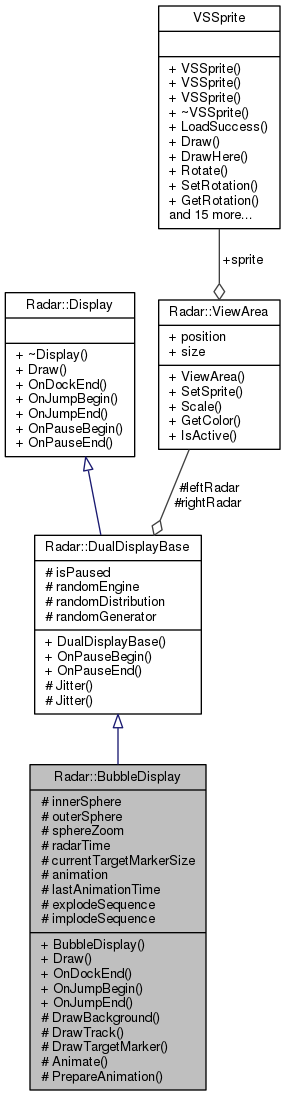 VSSprite
+ VSSprite()
+ VSSprite()
+ VSSprite()
+ ~VSSprite()
+ LoadSuccess()
+ Draw()
+ DrawHere()
+ Rotate()
+ SetRotation()
+ GetRotation()
and 15 more...
+sprite
Radar::Display
+ ~Display()
+ Draw()
+ OnDockEnd()
+ OnJumpBegin()
+ OnJumpEnd()
+ OnPauseBegin()
+ OnPauseEnd()
Radar::ViewArea
+ position
+ size
+ ViewArea()
+ SetSprite()
+ Scale()
+ GetColor()
+ IsActive()
#leftRadar
#rightRadar
Radar::DualDisplayBase
# isPaused
# randomEngine
# randomDistribution
# randomGenerator
+ DualDisplayBase()
+ OnPauseBegin()
+ OnPauseEnd()
# Jitter()
# Jitter()
Radar::BubbleDisplay
# innerSphere
# outerSphere
# sphereZoom
# radarTime
# currentTargetMarkerSize
# animation
# lastAnimationTime
# explodeSequence
# implodeSequence
+ BubbleDisplay()
+ Draw()
+ OnDockEnd()
+ OnJumpBegin()
+ OnJumpEnd()
# DrawBackground()
# DrawTrack()
# DrawTargetMarker()
# Animate()
# PrepareAnimation()